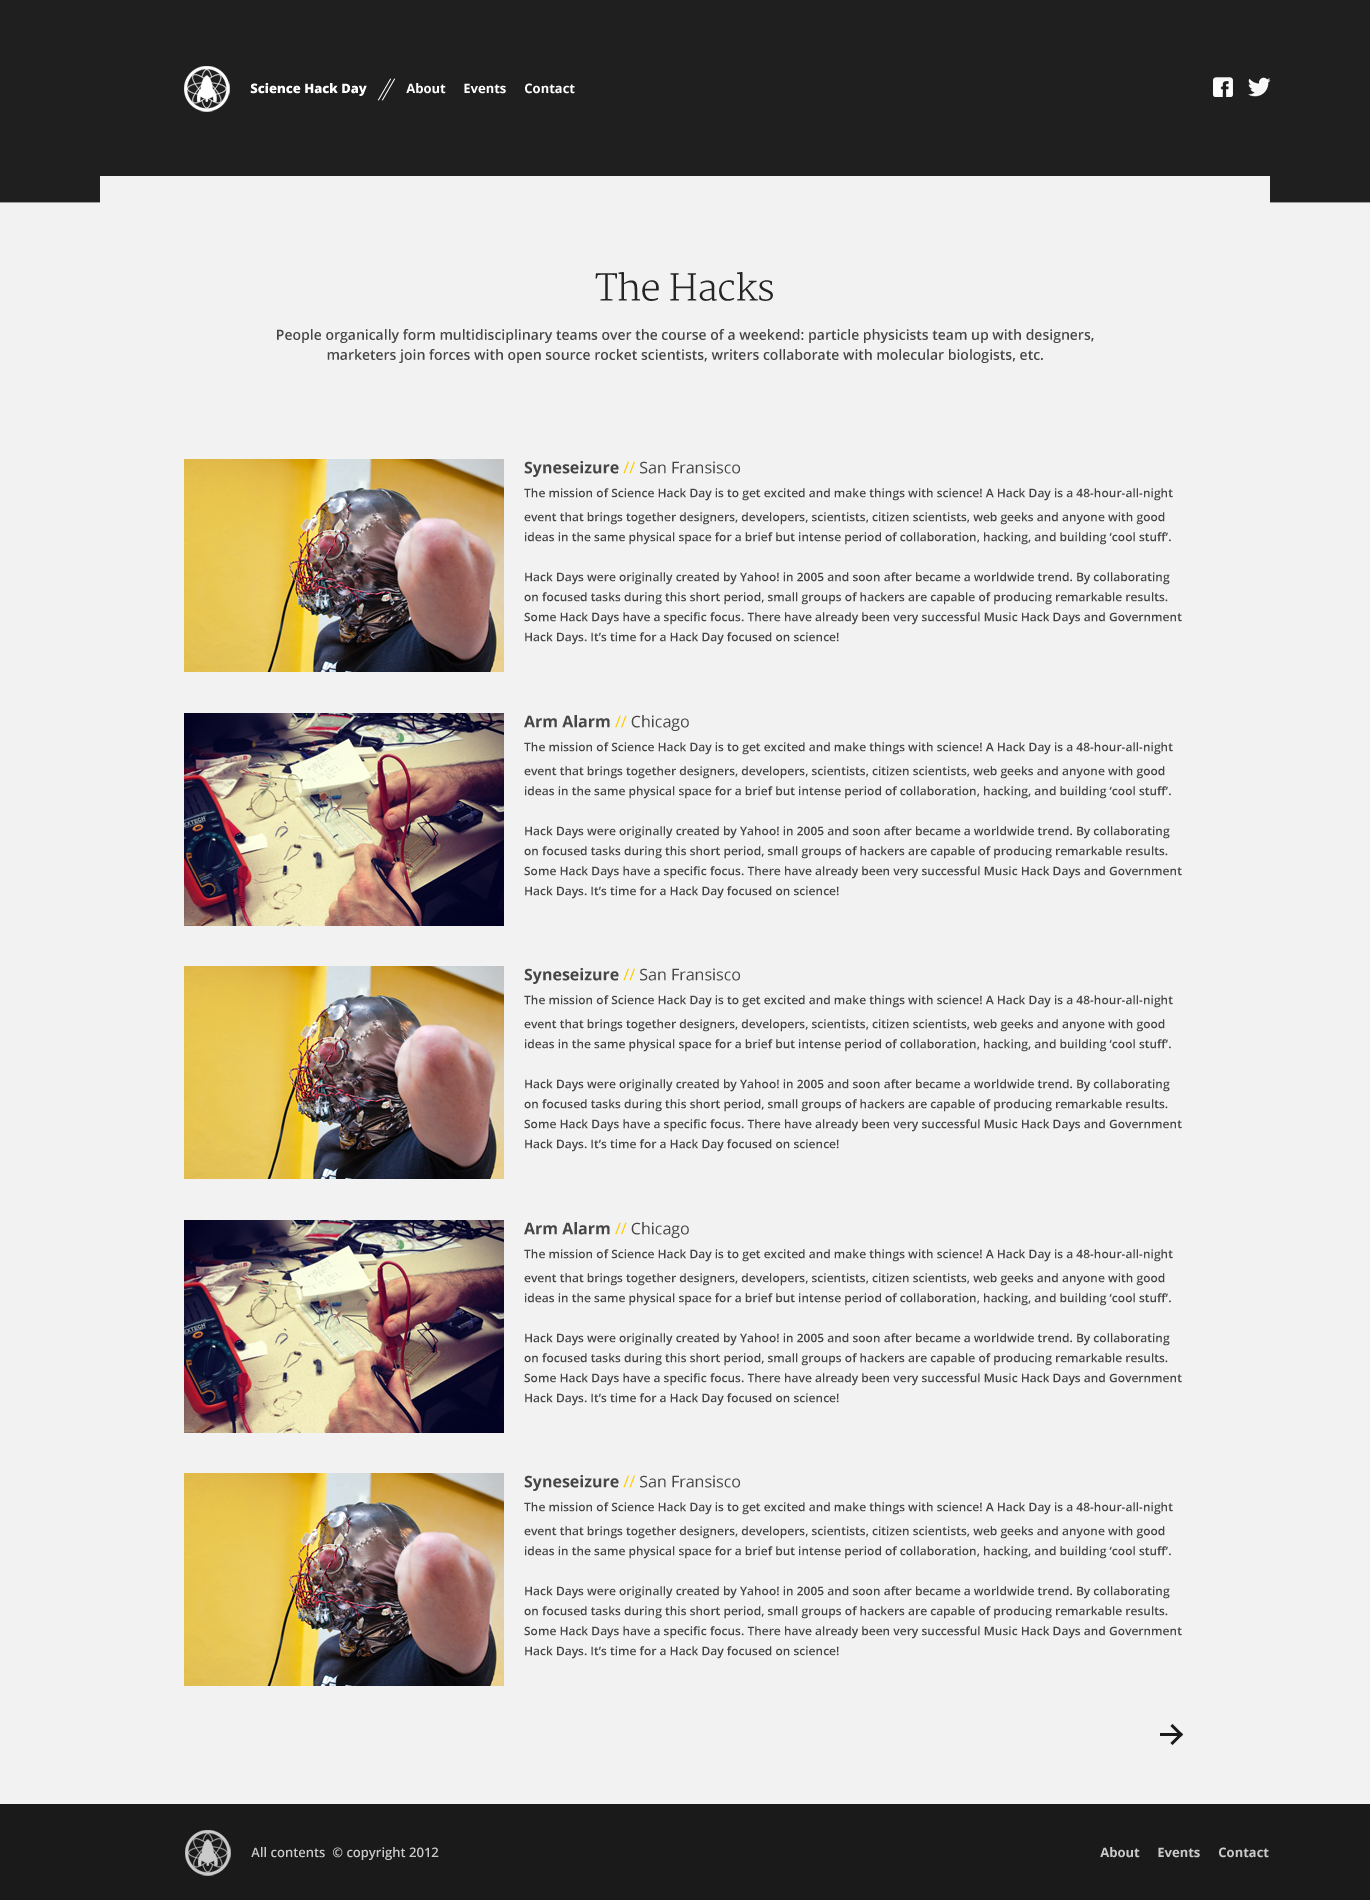 Science Hack Day // About Events Contact
The Hacks
People organically form multidisciplinary teams over the course of a weekend: particle physicists team up with designers,
marketers join forces with open source rocket scientists, writers collaborate with molecular biologists, etc.
Syneseizure // San Fransisco
The mission of Science Hack Day is to get excited and make things with science! A Hack Day is a 48-hour-all-night
event that brings together designers, developers, scientists, citizen scientists, web geeks and anyone with good
ideas in the same physical space for a brief but intense period of collaboration, hacking, and building ‘cool stuff’.
Hack Days were originally created by Yahoo! in 2005 and soon after became a worldwide trend. By collaborating
on focused tasks during this short period, small groups of hackers are capable of producing remarkable results.
Some Hack Days have a specific focus. There have already been very successful Music Hack Days and Government
Hack Days. It’s time for a Hack Day focused on science!
EXTECH
Arm Alarm // Chicago
The mission of Science Hack Day is to get excited and make things with science! A Hack Day is a 48-hour-all-night
event that brings together designers, developers, scientists, citizen scientists, web geeks and anyone with good
ideas in the same physical space for a brief but intense period of collaboration, hacking, and building ‘cool stuff’.
Hack Days were originally created by Yahoo! in 2005 and soon after became a worldwide trend. By collaborating
on focused tasks during this short period, small groups of hackers are capable of producing remarkable results.
Some Hack Days have a specific focus. There have already been very successful Music Hack Days and Government
Hack Days. It’s time for a Hack Day focused on science!
Syneseizure // San Fransisco
The mission of Science Hack Day is to get excited and make things with science! A Hack Day is a 48-hour-all-night
event that brings together designers, developers, scientists, citizen scientists, web geeks and anyone with good
ideas in the same physical space for a brief but intense period of collaboration, hacking, and building ‘cool stuff’.
Hack Days were originally created by Yahoo! in 2005 and soon after became a worldwide trend. By collaborating
on focused tasks during this short period, small groups of hackers are capable of producing remarkable results.
Some Hack Days have a specific focus. There have already been very successful Music Hack Days and Government
Hack Days. It’s time for a Hack Day focused on science!
EXTECH
Arm Alarm // Chicago
The mission of Science Hack Day is to get excited and make things with science! A Hack Day is a 48-hour-all-night
event that brings together designers, developers, scientists, citizen scientists, web geeks and anyone with good
ideas in the same physical space for a brief but intense period of collaboration, hacking, and building ‘cool stuff’.
Hack Days were originally created by Yahoo! in 2005 and soon after became a worldwide trend. By collaborating
on focused tasks during this short period, small groups of hackers are capable of producing remarkable results.
Some Hack Days have a specific focus. There have already been very successful Music Hack Days and Government
Hack Days. It’s time for a Hack Day focused on science!
Syneseizure // San Fransisco
The mission of Science Hack Day is to get excited and make things with science! A Hack Day is a 48-hour-all-night
event that brings together designers, developers, scientists, citizen scientists, web geeks and anyone with good
ideas in the same physical space for a brief but intense period of collaboration, hacking, and building ‘cool stuff’.
Hack Days were originally created by Yahoo! in 2005 and soon after became a worldwide trend. By collaborating
on focused tasks during this short period, small groups of hackers are capable of producing remarkable results.
Some Hack Days have a specific focus. There have already been very successful Music Hack Days and Government
Hack Days. It’s time for a Hack Day focused on science!
All contents © copyright 2012 About Events Contact